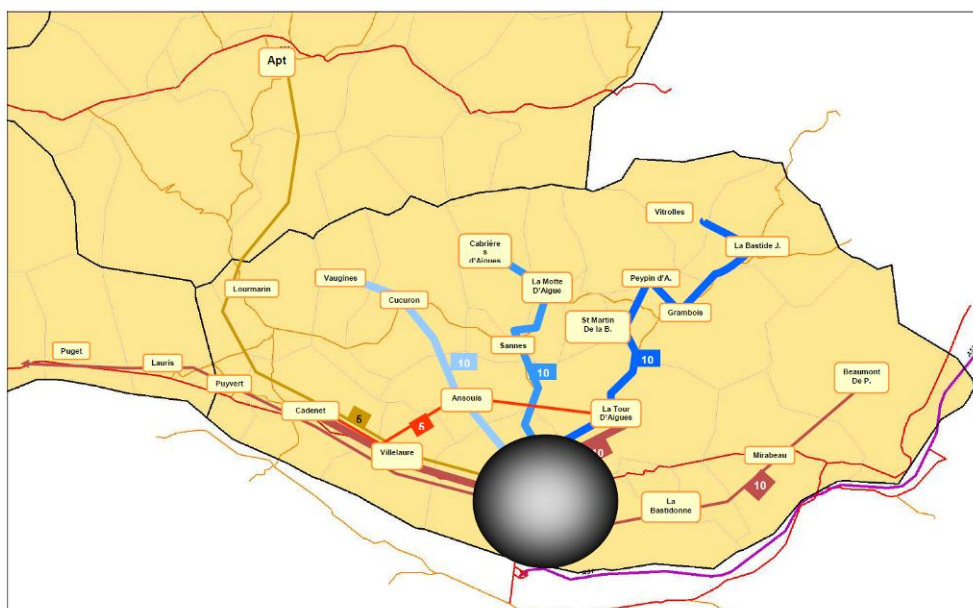 Apt
Vitrolles
La Bastide J.
Cabrière
s
d'Aigues
Vaugines
La Motte
D'Aigue
Peypin d'A.
Lourmarin
Cucuron
Grambois
St Martin
De la B.
Sannes
Puget
Lauris
10
10
10
Beaumont
De P.
Puyvert
Ansouis
Cadenet
5
5
La Tour
D'Aigues
Villelaure
10
Mirabeau
10
La
Bastidonne